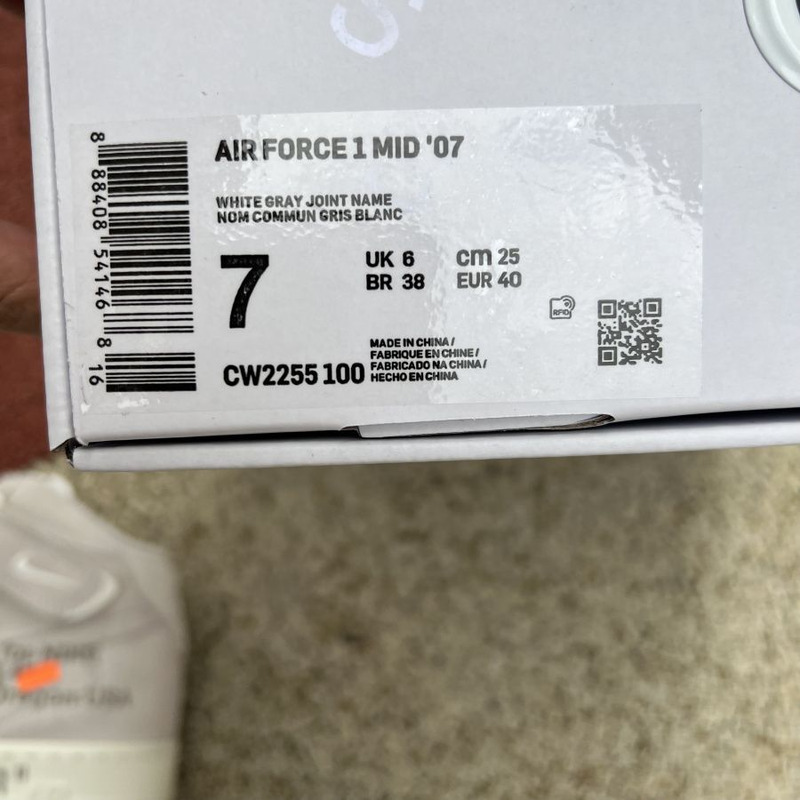 AIR FORCE 1 MID '07
WHITE GRAY JOINT NAME
NOM COMMUN GRIS BLANC
7
UK 6 cm 25
BR 38 EUR 40
RFID
CW2255 100
MADE IN CHINA /
FABRIQUE EN CHINE /
FABRICADO NA CHINA /
HECHO EN CHINA
8 88408 54146 8 16